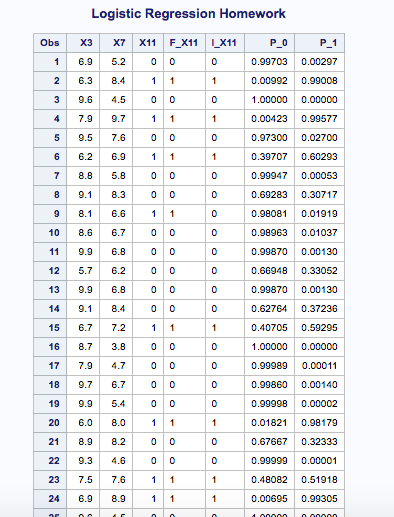 Logistic Regression Homework
Obs X3 X7 X11 F_X11 I_X11 P_0 P_1
1 6.9 5.2 0 0 0 0.99703 0.00297
2 6.3 8.4 1 1 1 0.00992 0.99008
3 9.6 4.5 0 0 0 1.00000 0.00000
4 7.9 9.7 1 1 1 0.00423 0.99577
5 9.5 7.6 0 0 0 0.97300 0.02700
6 6.2 6.9 1 1 1 0.39707 0.60293
7 8.8 5.8 0 0 0 0.99947 0.00053
8 9.1 8.3 0 0 0 0.69283 0.30717
9 8.1 6.6 1 1 0 0.98081 0.01919
10 8.6 6.7 0 0 0 0.98963 0.01037
11 9.9 6.8 0 0 0 0.99870 0.00130
12 5.7 6.2 0 0 0 0.66948 0.33052
13 9.9 6.8 0 0 0 0.99870 0.00130
14 9.1 8.4 0 0 0 0.62764 0.37236
15 6.7 7.2 1 1 1 0.40705 0.59295
16 8.7 3.8 0 0 0 1.00000 0.00000
17 7.9 4.7 0 0 0 0.99989 0.00011
18 9.7 6.7 0 0 0 0.99860 0.00140
19 9.9 5.4 0 0 0 0.99998 0.00002
20 6.0 8.0 1 1 1 0.01821 0.98179
21 8.9 8.2 0 0 0 0.67667 0.32333
22 9.3 4.6 0 0 0 0.99999 0.00001
23 7.5 7.6 1 1 1 0.48082 0.51918
24 6.9 8.9 1 1 1 0.00695 0.99305